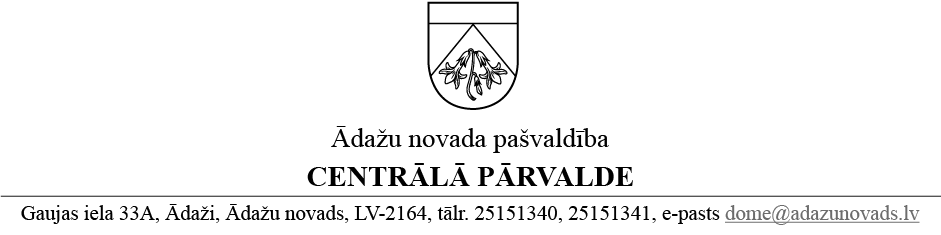 Ādažu novada pašvaldība
CENTRĀLĀ PĀRVALDE
Gaujas iela 33A, Ādaži, Ādažu novads, LV-2164, tālr. 25151340, 25151341, e-pasts dome@adazunovads.lv